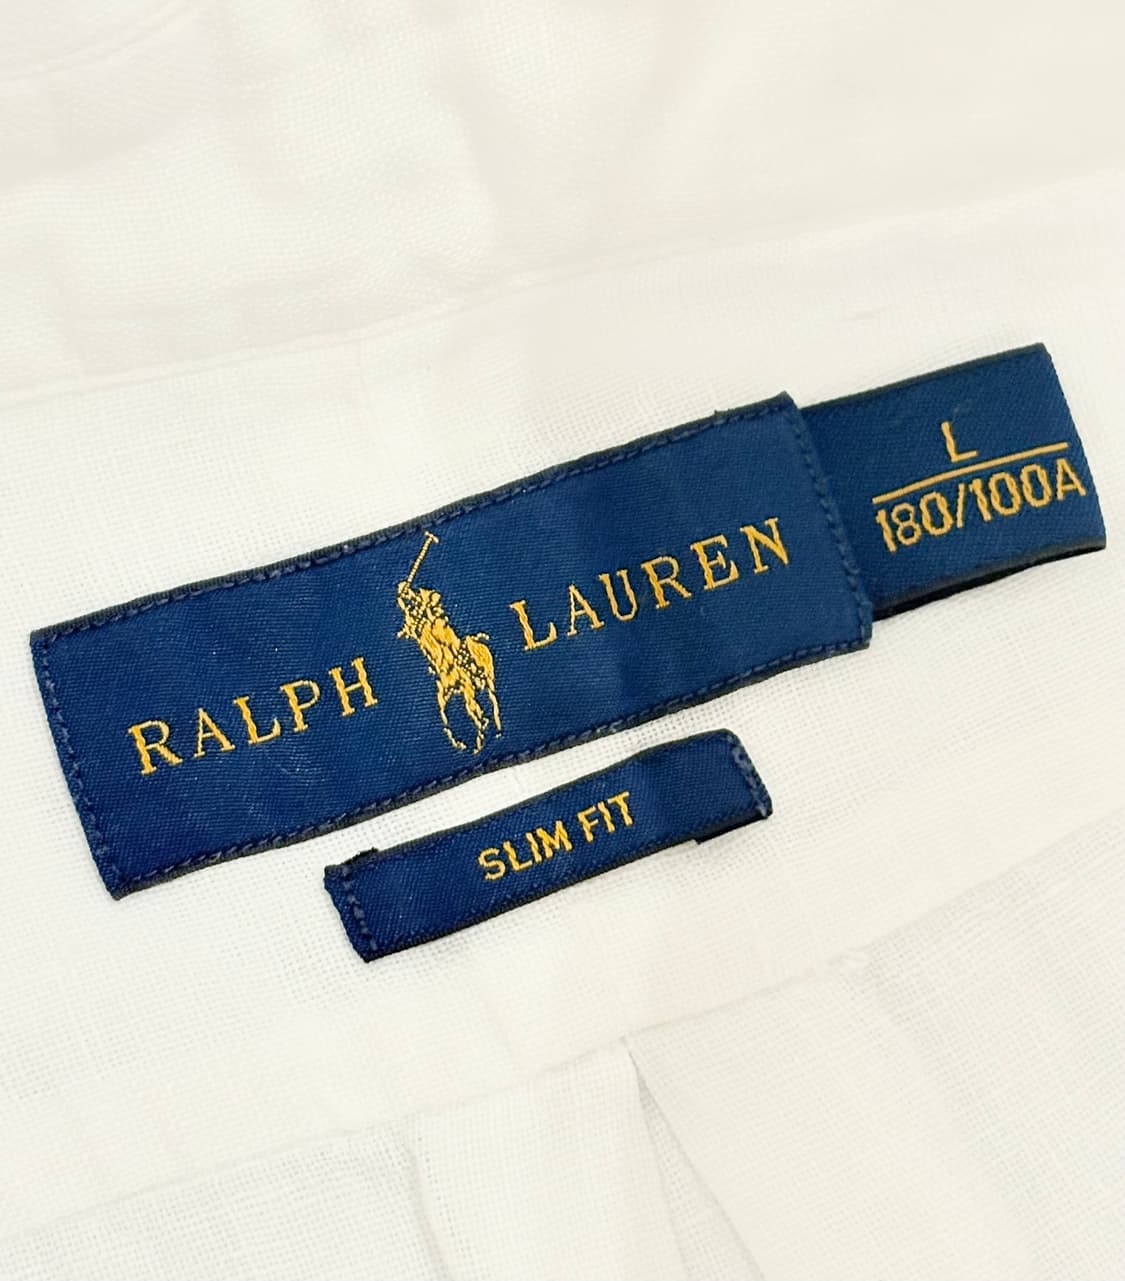 RALPH LAUREN
L
180/100A
SLIM FIT